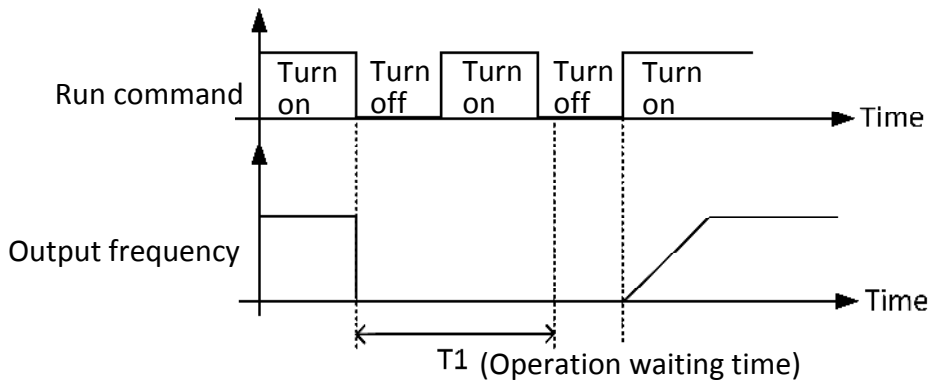 Run command
Turn on
Turn off
Turn on
Turn off
Turn on
Time
Output frequency
Time
T1 (Operation waiting time)